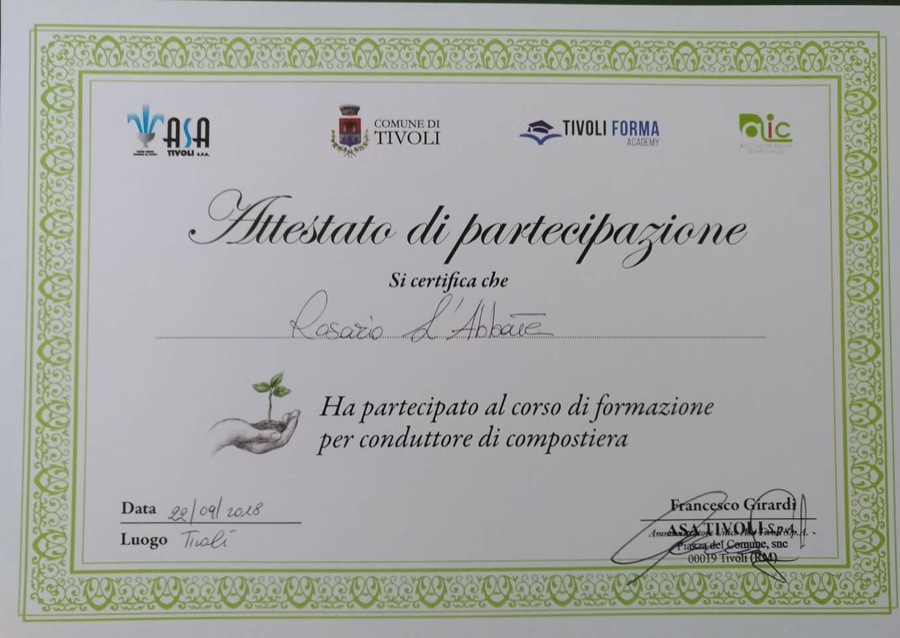 ASA
TIVOLI S.P.A.
COMUNE DI
TIVOLI
TIVOLI FORMA
ACADEMY
aic
Attestato di partecipazione
Si certifica che
Rosario L'Abbate
Ha partecipato al corso di formazione
per conduttore di compostiera
Data 22/09/2018
Luogo Tivoli
Francesco Girardi
ASA TIVOLI S.p.A.
Piazza del Comune, snc
00019 Tivoli (RM)